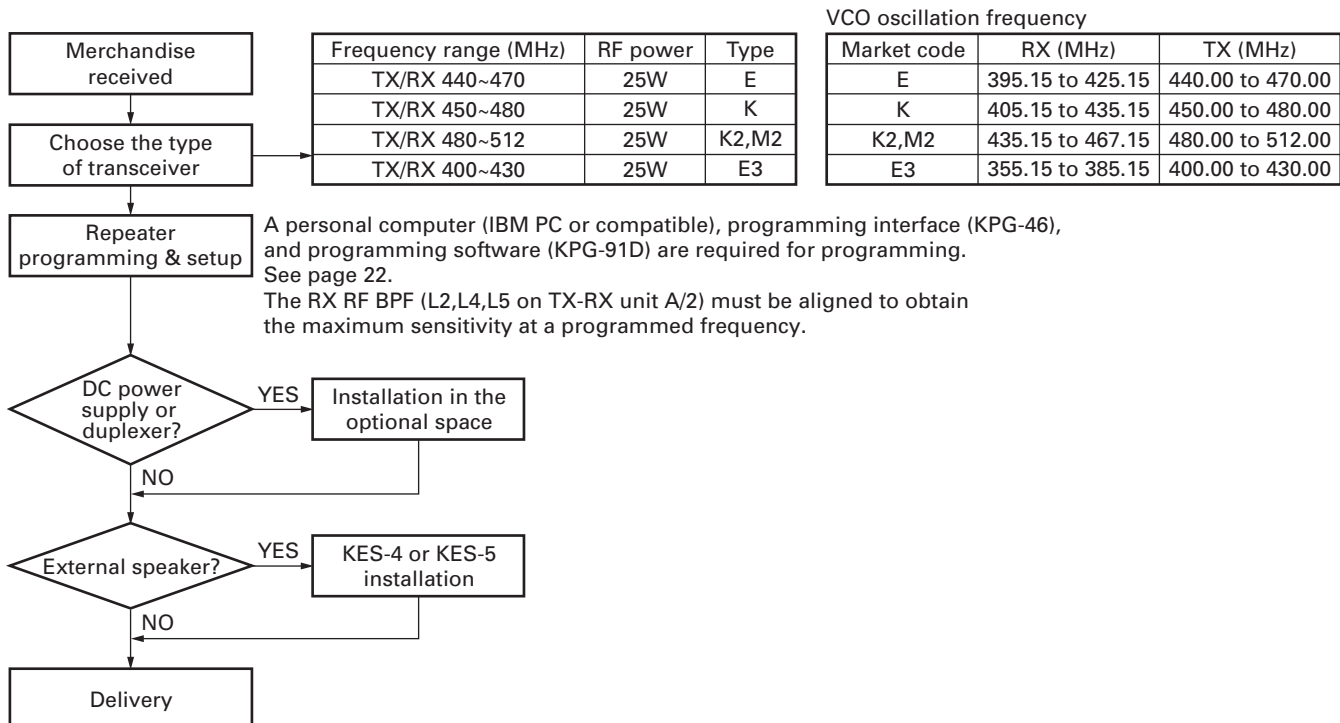 Merchandise
received
Choose the type
of transceiver
Frequency range (MHz) RF power Type
TX/RX 440~470 25W E
TX/RX 450~480 25W K
TX/RX 480~512 25W K2,M2
TX/RX 400~430 25W E3
VCO oscillation frequency
Market code RX (MHz) TX (MHz)
E 395.15 to 425.15 440.00 to 470.00
K 405.15 to 435.15 450.00 to 480.00
K2,M2 435.15 to 467.15 480.00 to 512.00
E3 355.15 to 385.15 400.00 to 430.00
Repeater
programming & setup
A personal computer (IBM PC or compatible), programming interface (KPG-46),
and programming software (KPG-91D) are required for programming.
See page 22.
The RX RF BPF (L2,L4,L5 on TX-RX unit A/2) must be aligned to obtain
the maximum sensitivity at a programmed frequency.
DC power
supply or
duplexer?
YES
Installation in the
optional space
NO
External speaker?
YES
KES-4 or KES-5
installation
NO
Delivery